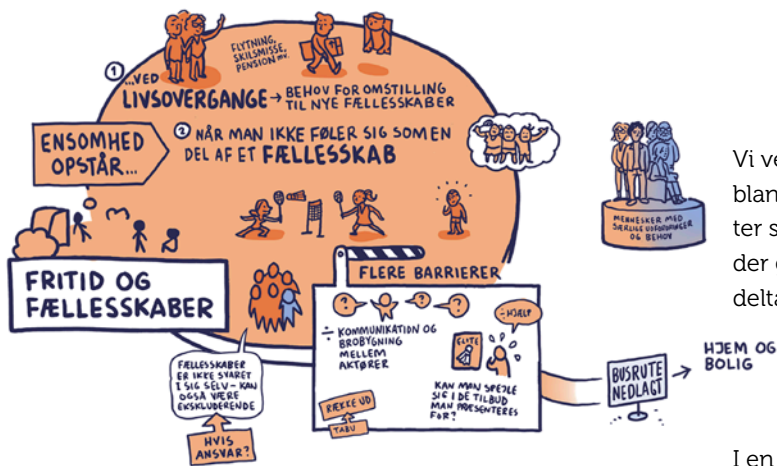 1
...VED
LIVSOVERGANGE → BEHOV FOR OMSTILLING
TIL NYE FÆLLESSKABER
FLYTNING,
SKILSMISSE,
PENSION MV.
ENSOMHED
OPSTÅR...
2 NÅR MAN IKKE FØLER SIG SOM EN
DEL AF ET FÆLLESSKAB
FRITID OG
FÆLLESSKABER
FLERE BARRIERER
? ? ? ?
÷ KOMMUNIKATION OG
BROBYGNING
MELLEM
AKTØRER
÷HJÆLP
ELITE
KAN MAN SPEJLE
SIG I DE TILBUD
MAN PRÆSENTERES
FOR?
RÆKKE UD
TABU
FÆLLESSKABER
ER IKKE SVARET
I SIG SELV - KAN
OGSÅ VÆRE
EKSKLUDERENDE
HVIS
ANSVAR?
MENNESKER MED
SÆRLIGE UDFORDRINGER
OG BEHOV
BUSRUTE
NEDLAGT
→ HJEM OG
BOLIG
Vi ve
blan
ter s
der
delta
I en